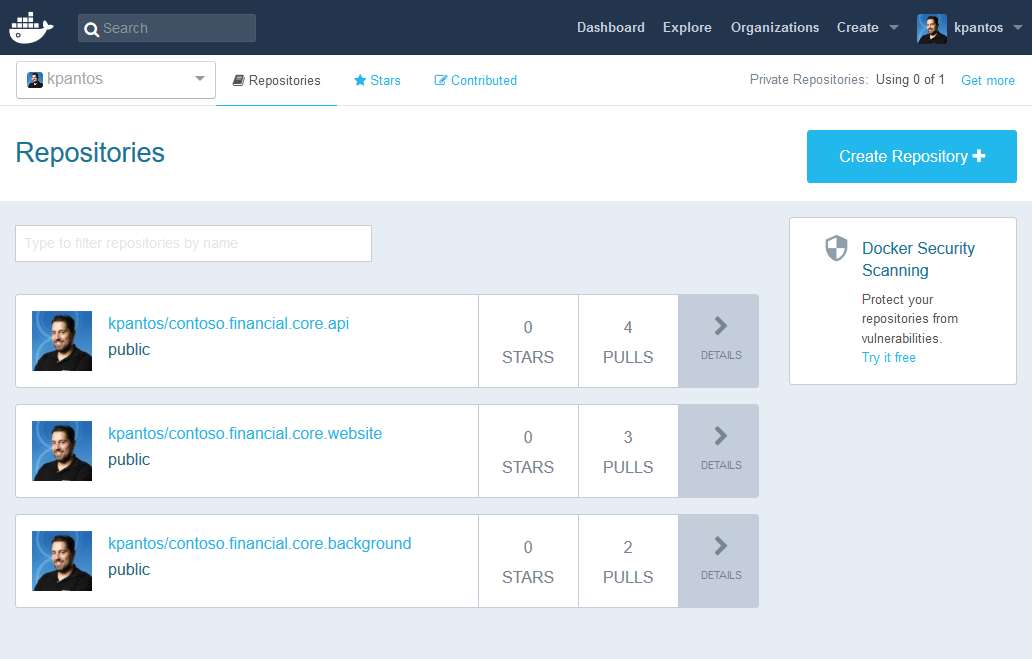 Search
Dashboard Explore Organizations Create kpantos
kpantos
Repositories Stars Contributed
Private Repositories: Using 0 of 1 Get more
Repositories
Create Repository
Type to filter repositories by name
kpantos/contoso.financial.core.api
public
0
STARS
4
PULLS
DETAILS
kpantos/contoso.financial.core.website
public
0
STARS
3
PULLS
DETAILS
kpantos/contoso.financial.core.background
public
0
STARS
2
PULLS
DETAILS
Docker Security
Scanning
Protect your
repositories from
vulnerabilities.
Try it free